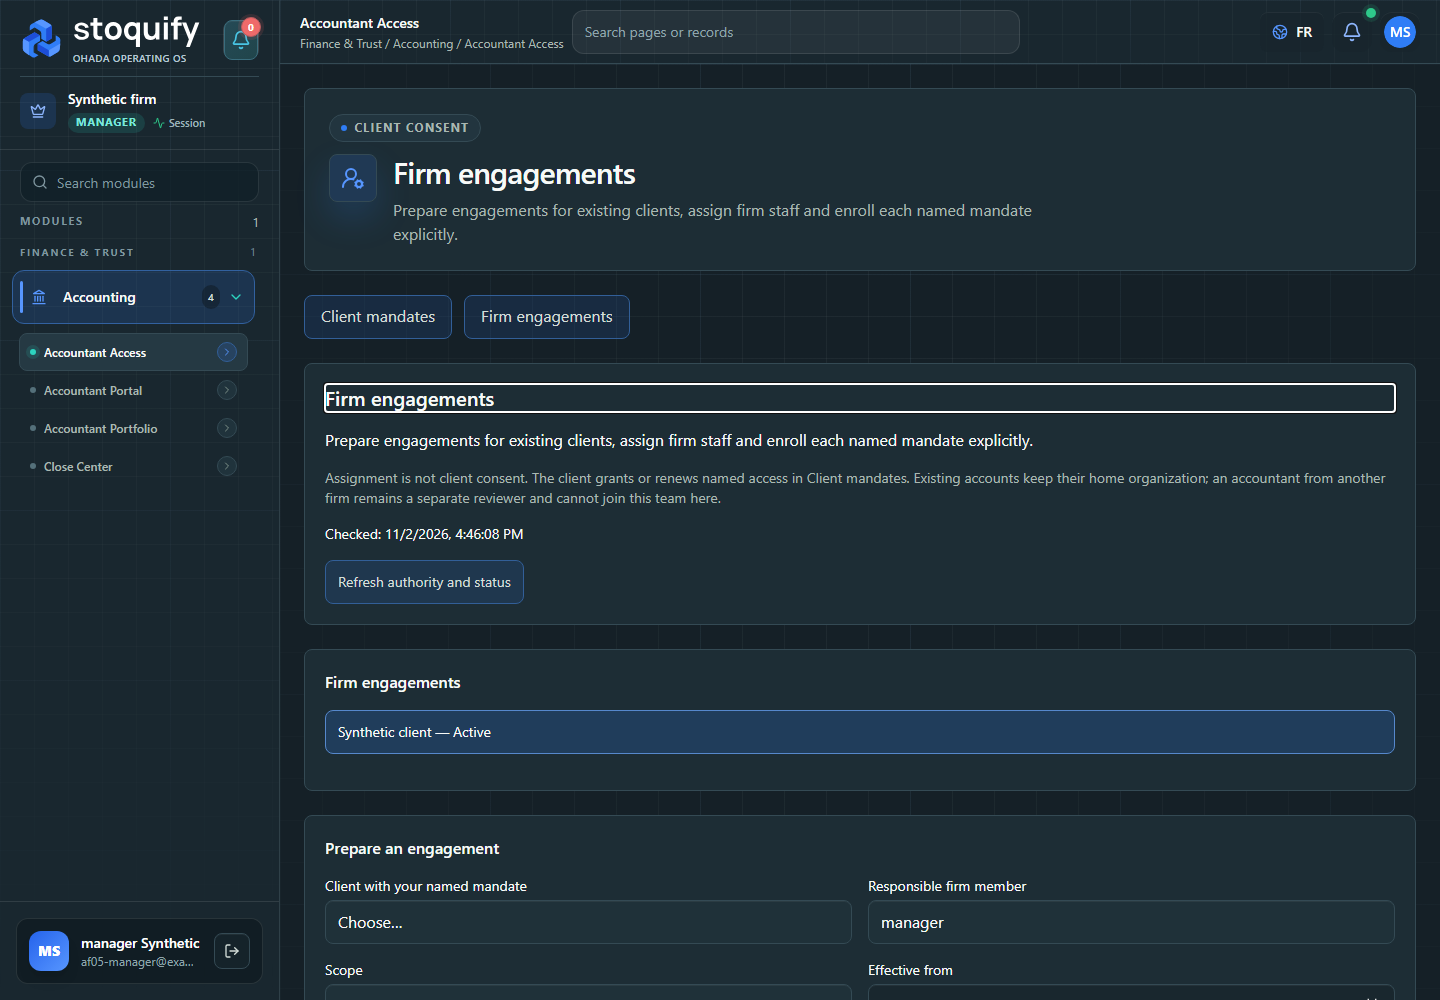 stoquify
OHADA OPERATING OS
0
Synthetic firm
MANAGER
Session
Search modules
MODULES
1
FINANCE & TRUST
1
Accounting
4
Accountant Access
Accountant Portal
Accountant Portfolio
Close Center
MS
manager Synthetic
af05-manager@exa...
Accountant Access
Finance & Trust / Accounting / Accountant Access
Search pages or records
FR
MS
CLIENT CONSENT
Firm engagements
Prepare engagements for existing clients, assign firm staff and enroll each named mandate
explicitly.
Client mandates
Firm engagements
Firm engagements
Prepare engagements for existing clients, assign firm staff and enroll each named mandate explicitly.
Assignment is not client consent. The client grants or renews named access in Client mandates. Existing accounts keep their home organization; an accountant from another
firm remains a separate reviewer and cannot join this team here.
Checked: 11/2/2026, 4:46:08 PM
Refresh authority and status
Firm engagements
Synthetic client — Active
Prepare an engagement
Client with your named mandate
Responsible firm member
Choose...
manager
Scope
Effective from